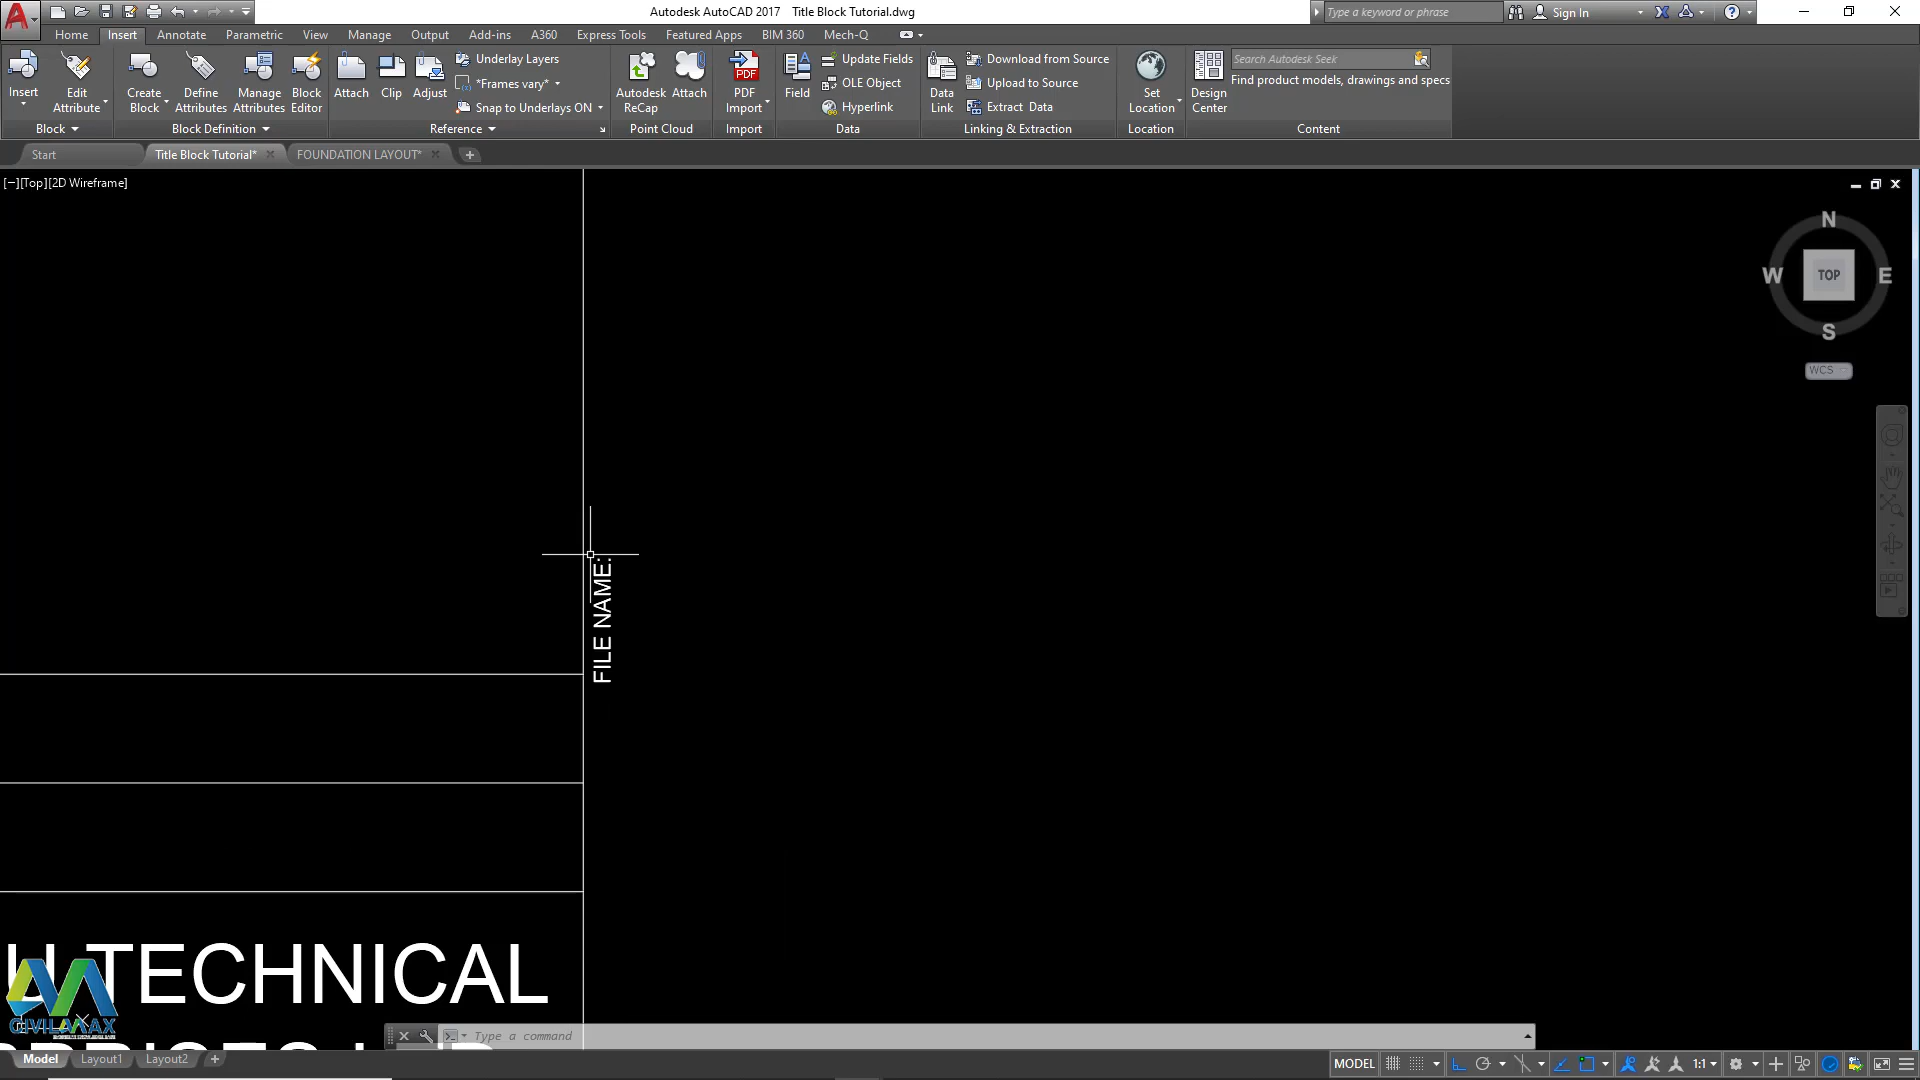 Autodesk AutoCAD 2017 Title Block Tutorial.dwg
Type a keyword or phrase
Sign In
Home Insert Annotate Parametric View Manage Output Add-ins A360 Express Tools Featured Apps BIM 360 Mech-Q
Insert
Edit Attribute
Create Block
Define Attributes
Manage Attributes
Block Editor
Attach
Clip
Adjust
Underlay Layers
*Frames vary*
Snap to Underlays ON
Autodesk ReCap
Attach
PDF Import
Field
Update Fields
OLE Object
Hyperlink
Data Link
Download from Source
Upload to Source
Extract Data
Set Location
Design Center
Search Autodesk Seek
Find product models, drawings and specs
Block Block Definition Reference Point Cloud Import Data Linking & Extraction Location Content
Start Title Block Tutorial* FOUNDATION LAYOUT*
[−][Top][2D Wireframe]
N
W TOP E
S
WCS
FILE NAME:
U TECHNICAL
CIVILMAX
Type a command
Model Layout1 Layout2
MODEL 1:1